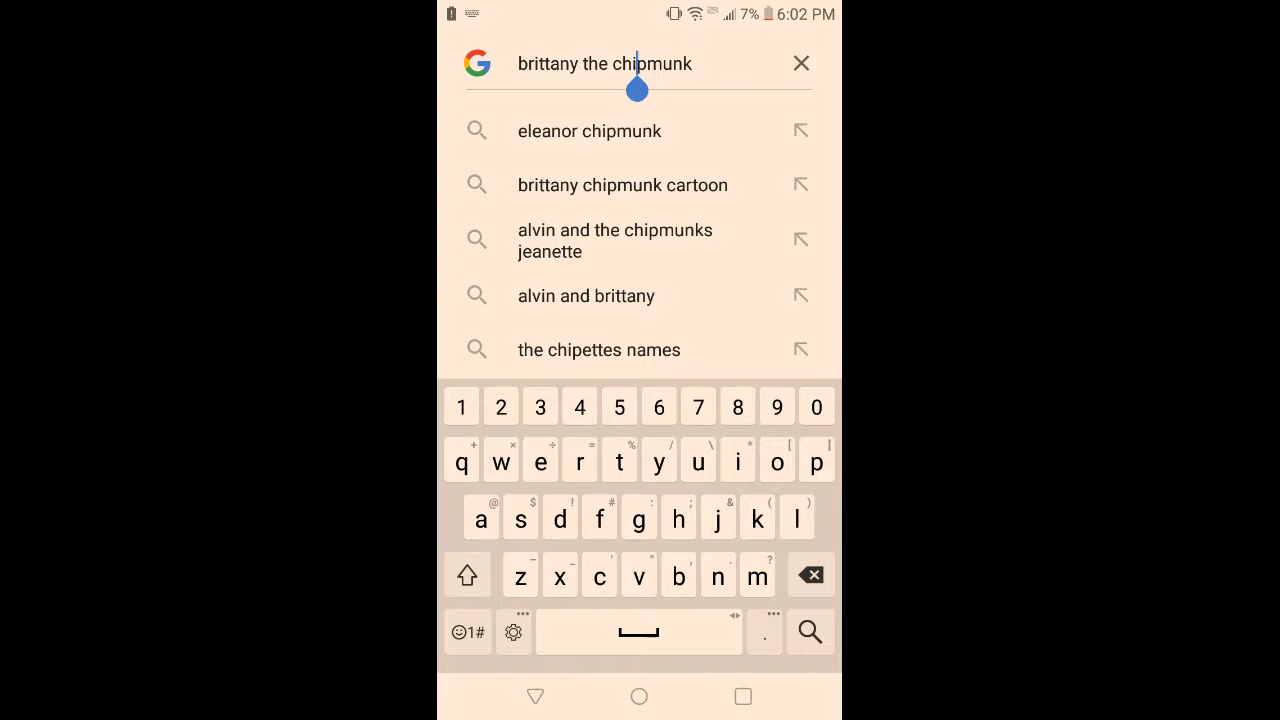 7% 6:02 PM
brittany the chipmunk
eleanor chipmunk
brittany chipmunk cartoon
alvin and the chipmunks
jeanette
alvin and brittany
the chipettes names
1 2 3 4 5 6 7 8 9 0
+ × ÷ = % / \ * [ ]
q w e r t y u i o p
@ $ ! # : ; & ( )
a s d f g h j k l
z x c v b n m
1# .